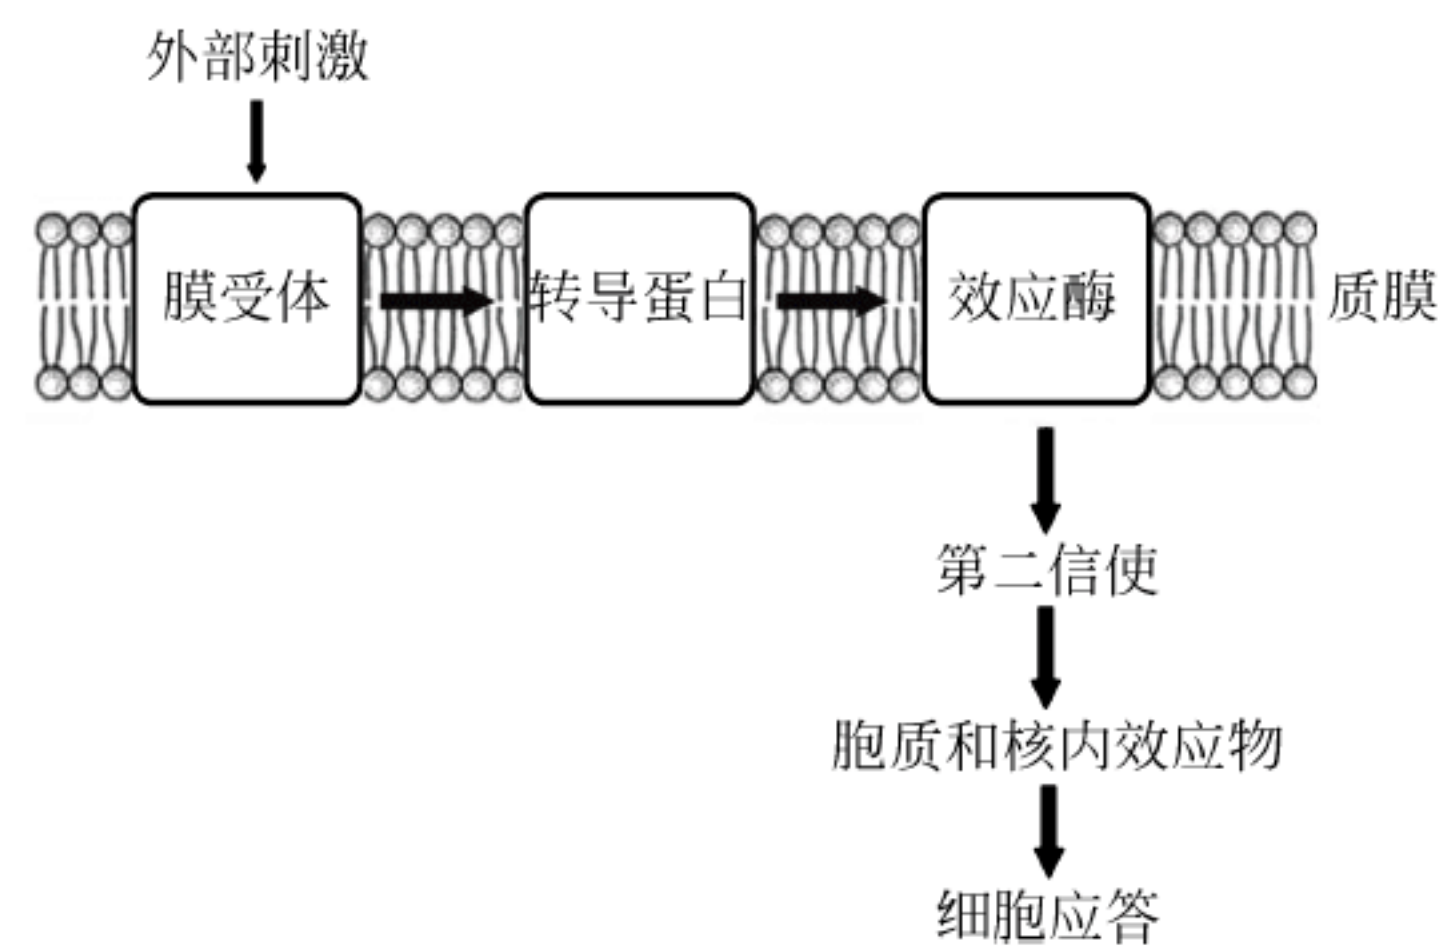 外部刺激
膜受体
转导蛋白
效应酶
质膜
第二信使
胞质和核内效应物
细胞应答